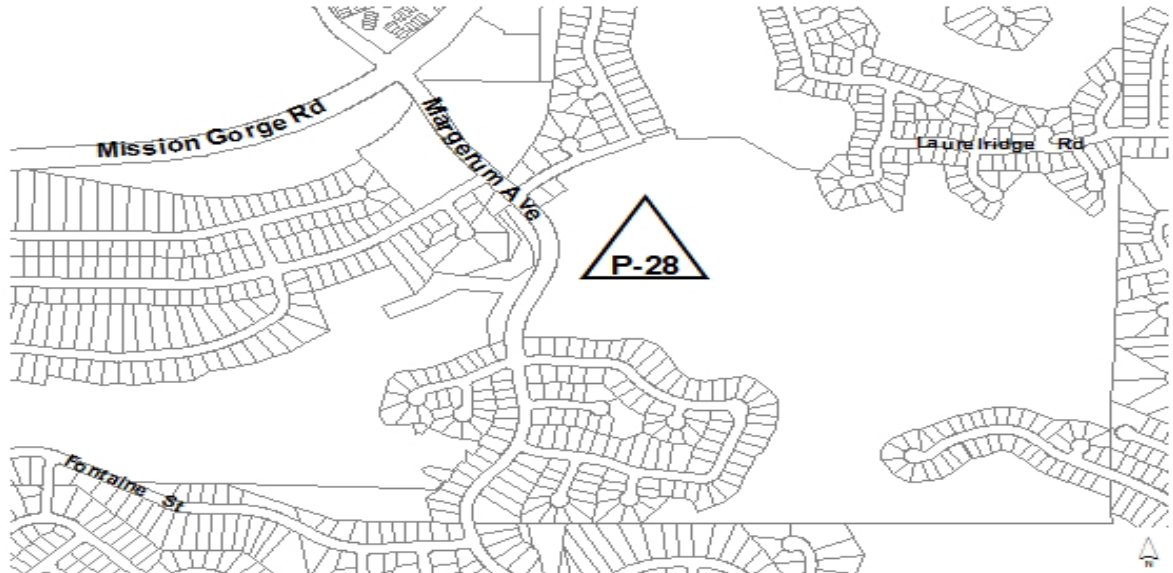 Mission Gorge Rd
Margerum Ave
Laurelridge Rd
P-28
Fontaine St
N